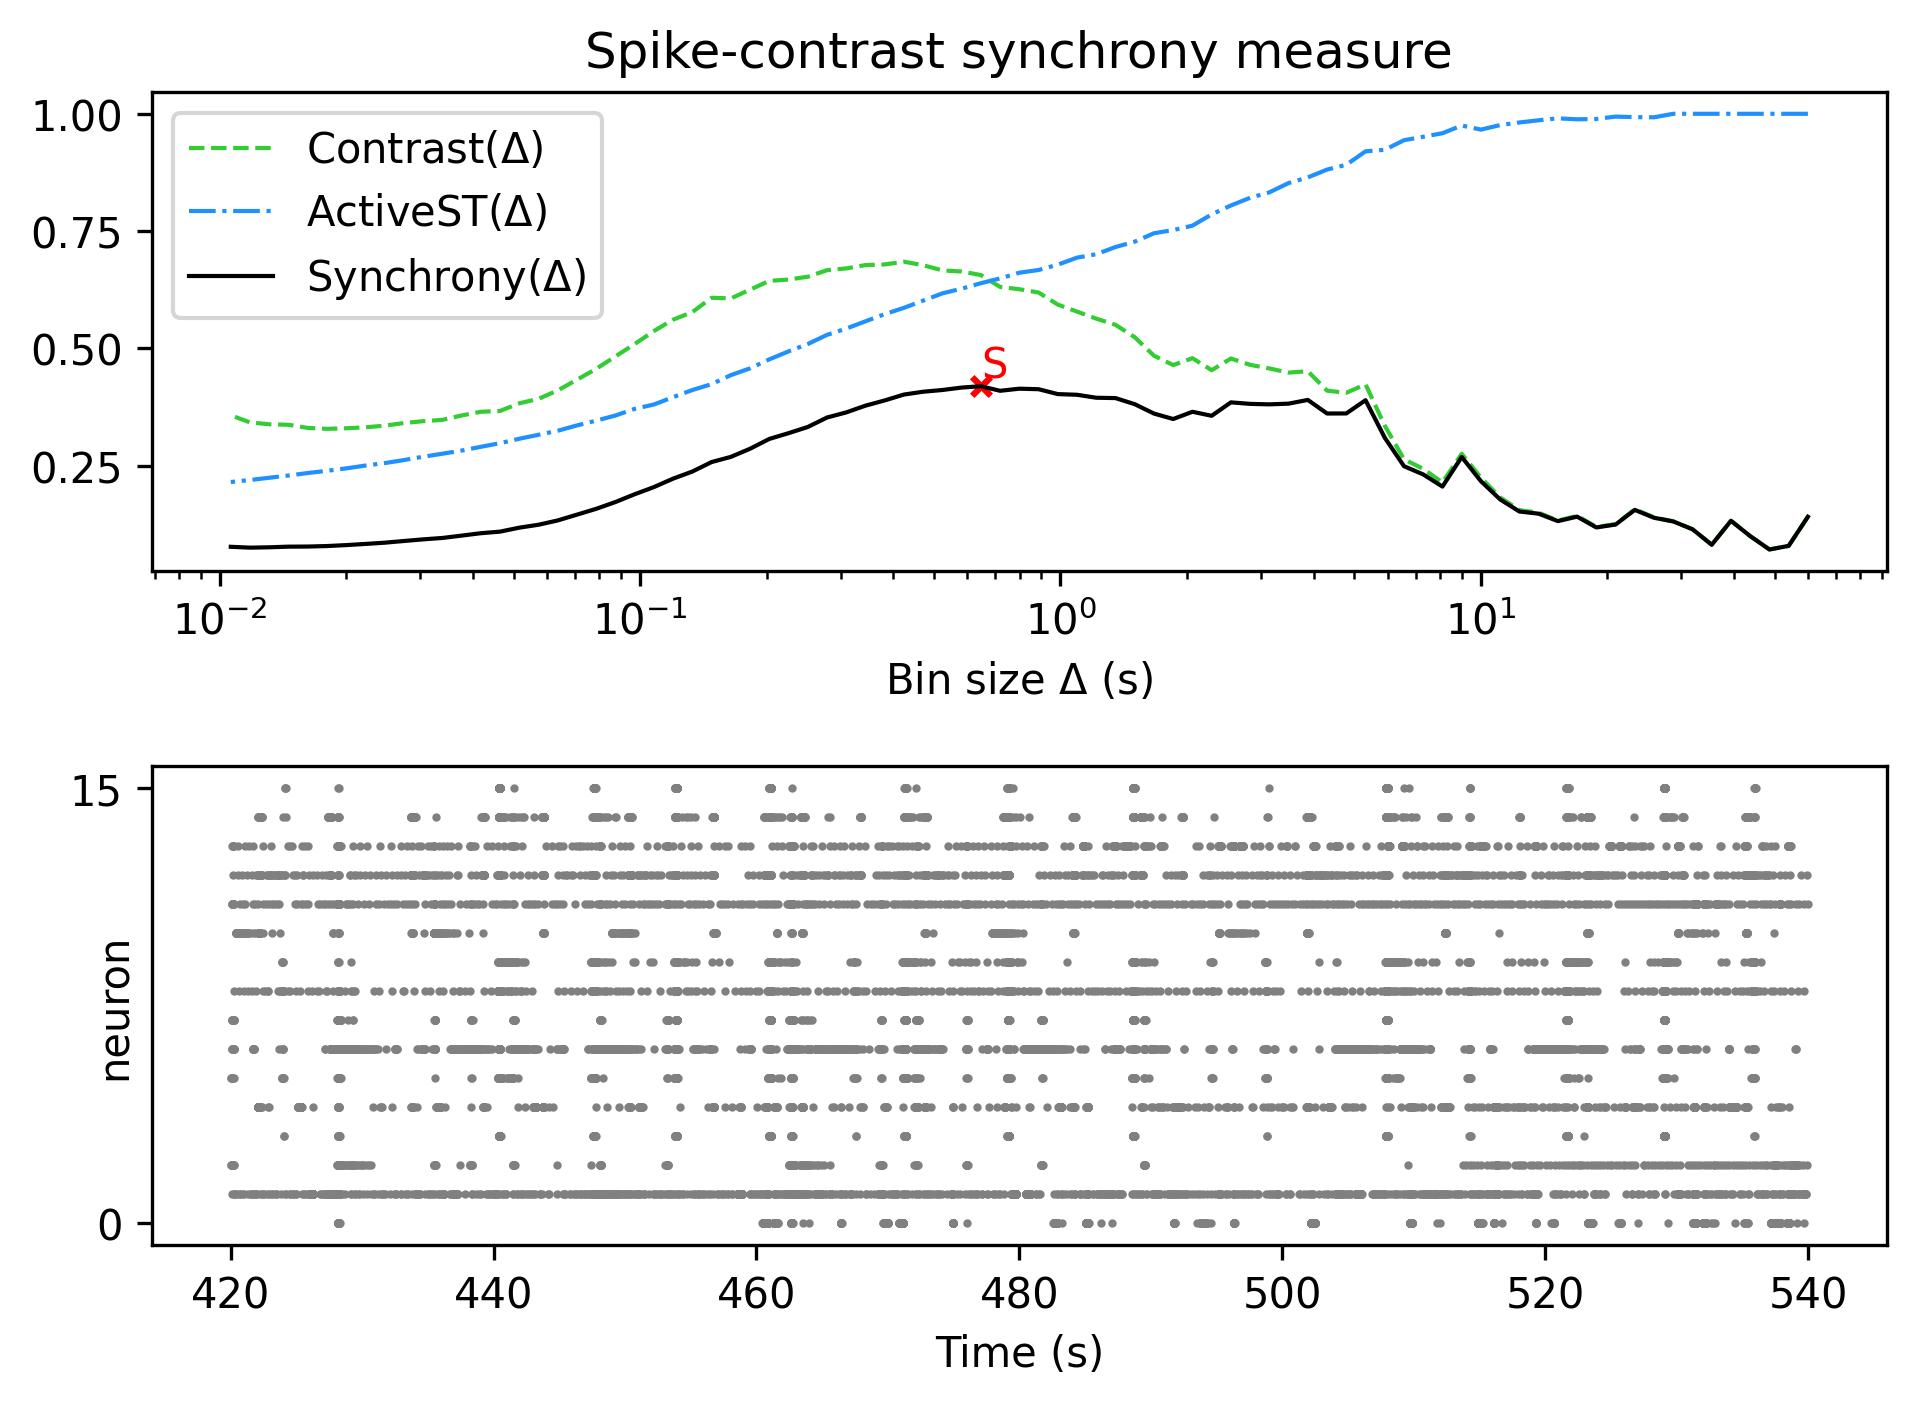 Spike-contrast synchrony measure
1.00
0.75
0.50
0.25
Contrast(Δ)
ActiveST(Δ)
Synchrony(Δ)
S
10⁻² 10⁻¹ 10⁰ 10¹
Bin size Δ (s)
15
0
neuron
420 440 460 480 500 520 540
Time (s)